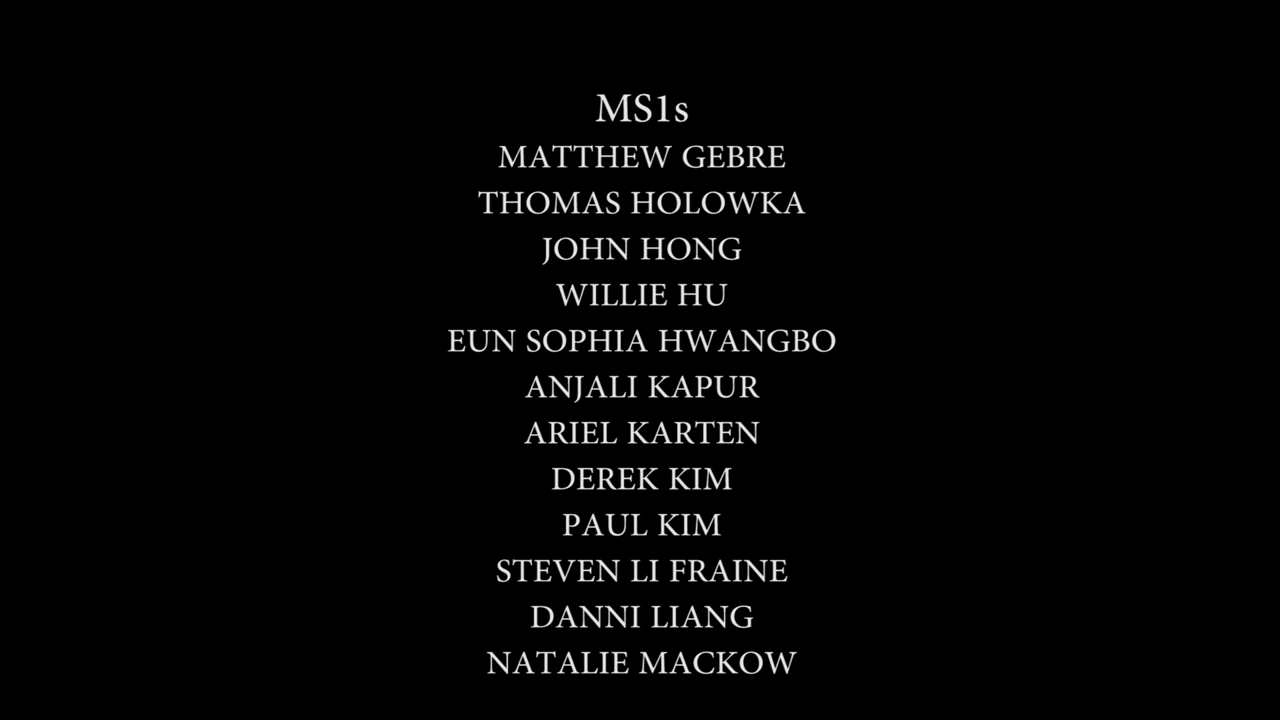 MS1s
MATTHEW GEBRE
THOMAS HOLOWKA
JOHN HONG
WILLIE HU
EUN SOPHIA HWANGBO
ANJALI KAPUR
ARIEL KARTEN
DEREK KIM
PAUL KIM
STEVEN LI FRAINE
DANNI LIANG
NATALIE MACKOW